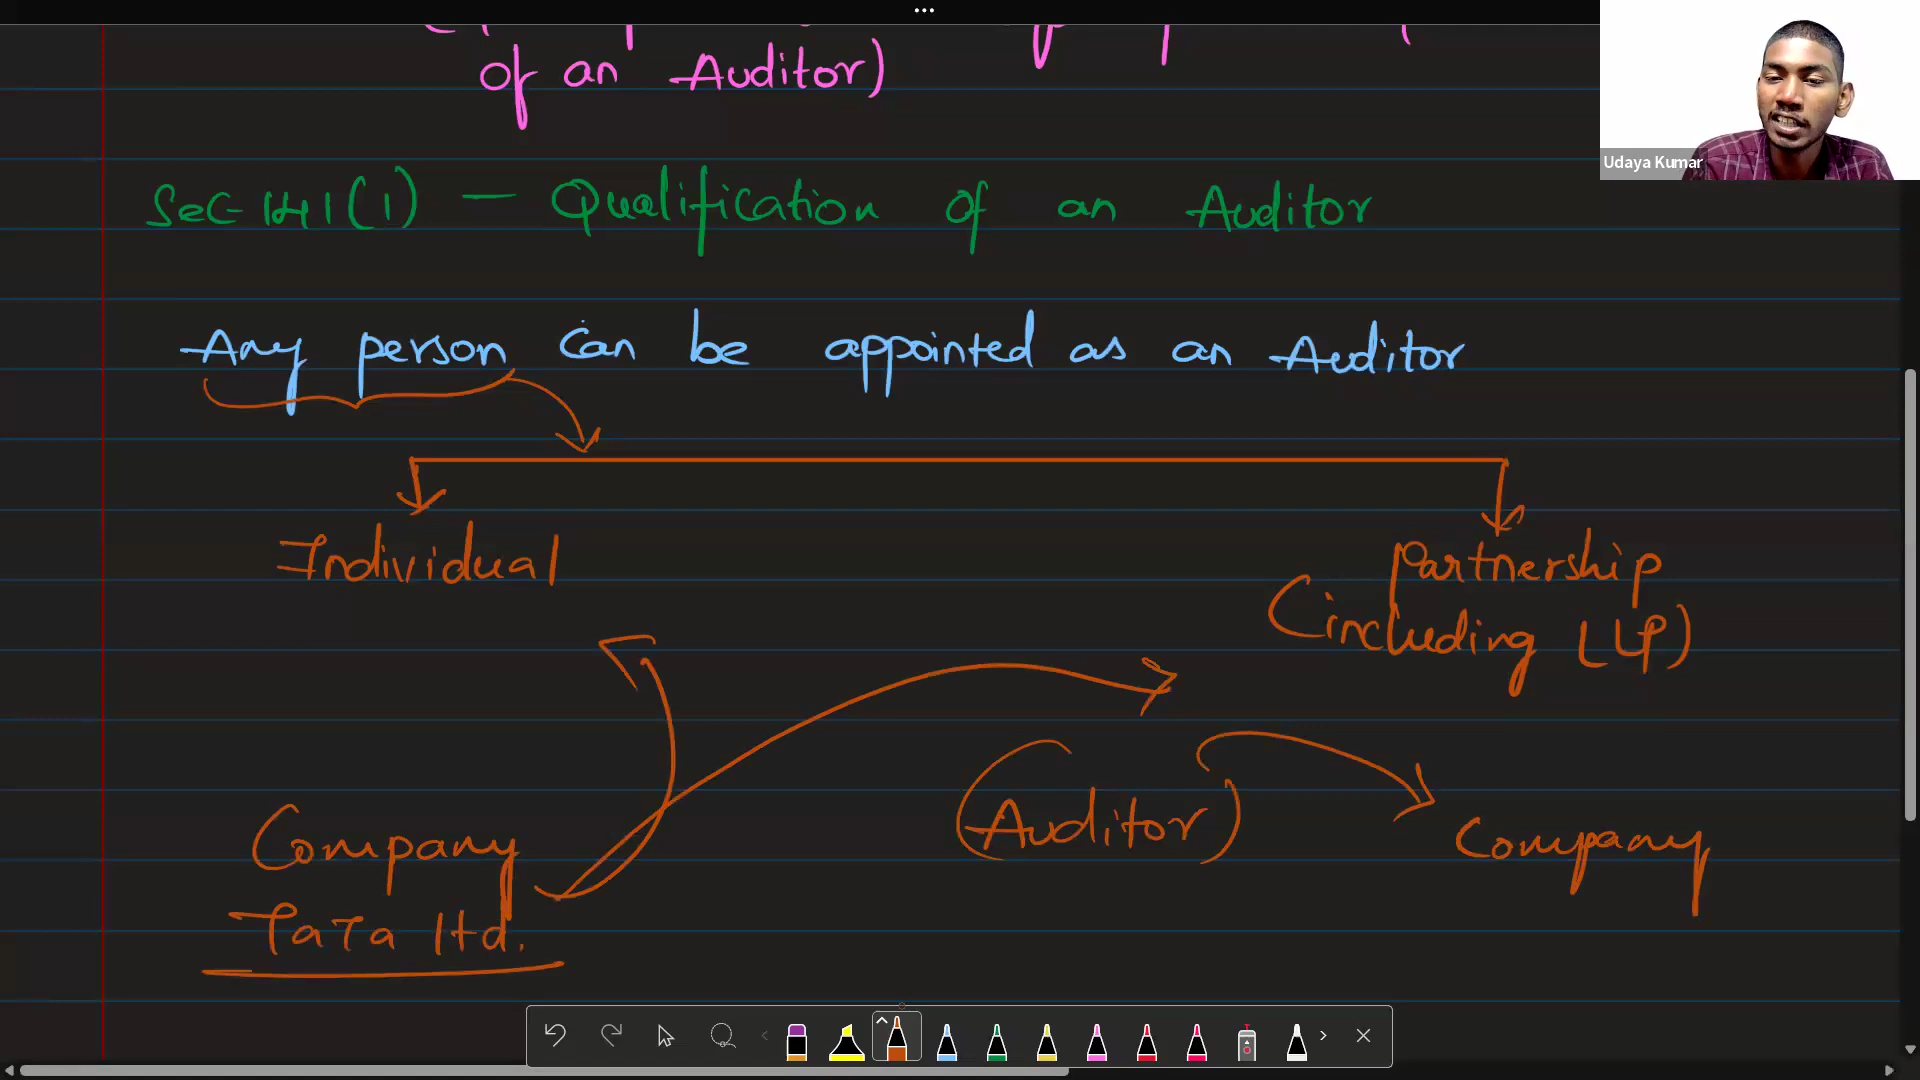 of an Auditor)
Udaya Kumar
Sec 141(1) — Qualification of an Auditor
Any person can be appointed as an Auditor
Individual
Partnership
(including LLP)
(Auditor)
Company
Company
TaTa ltd.